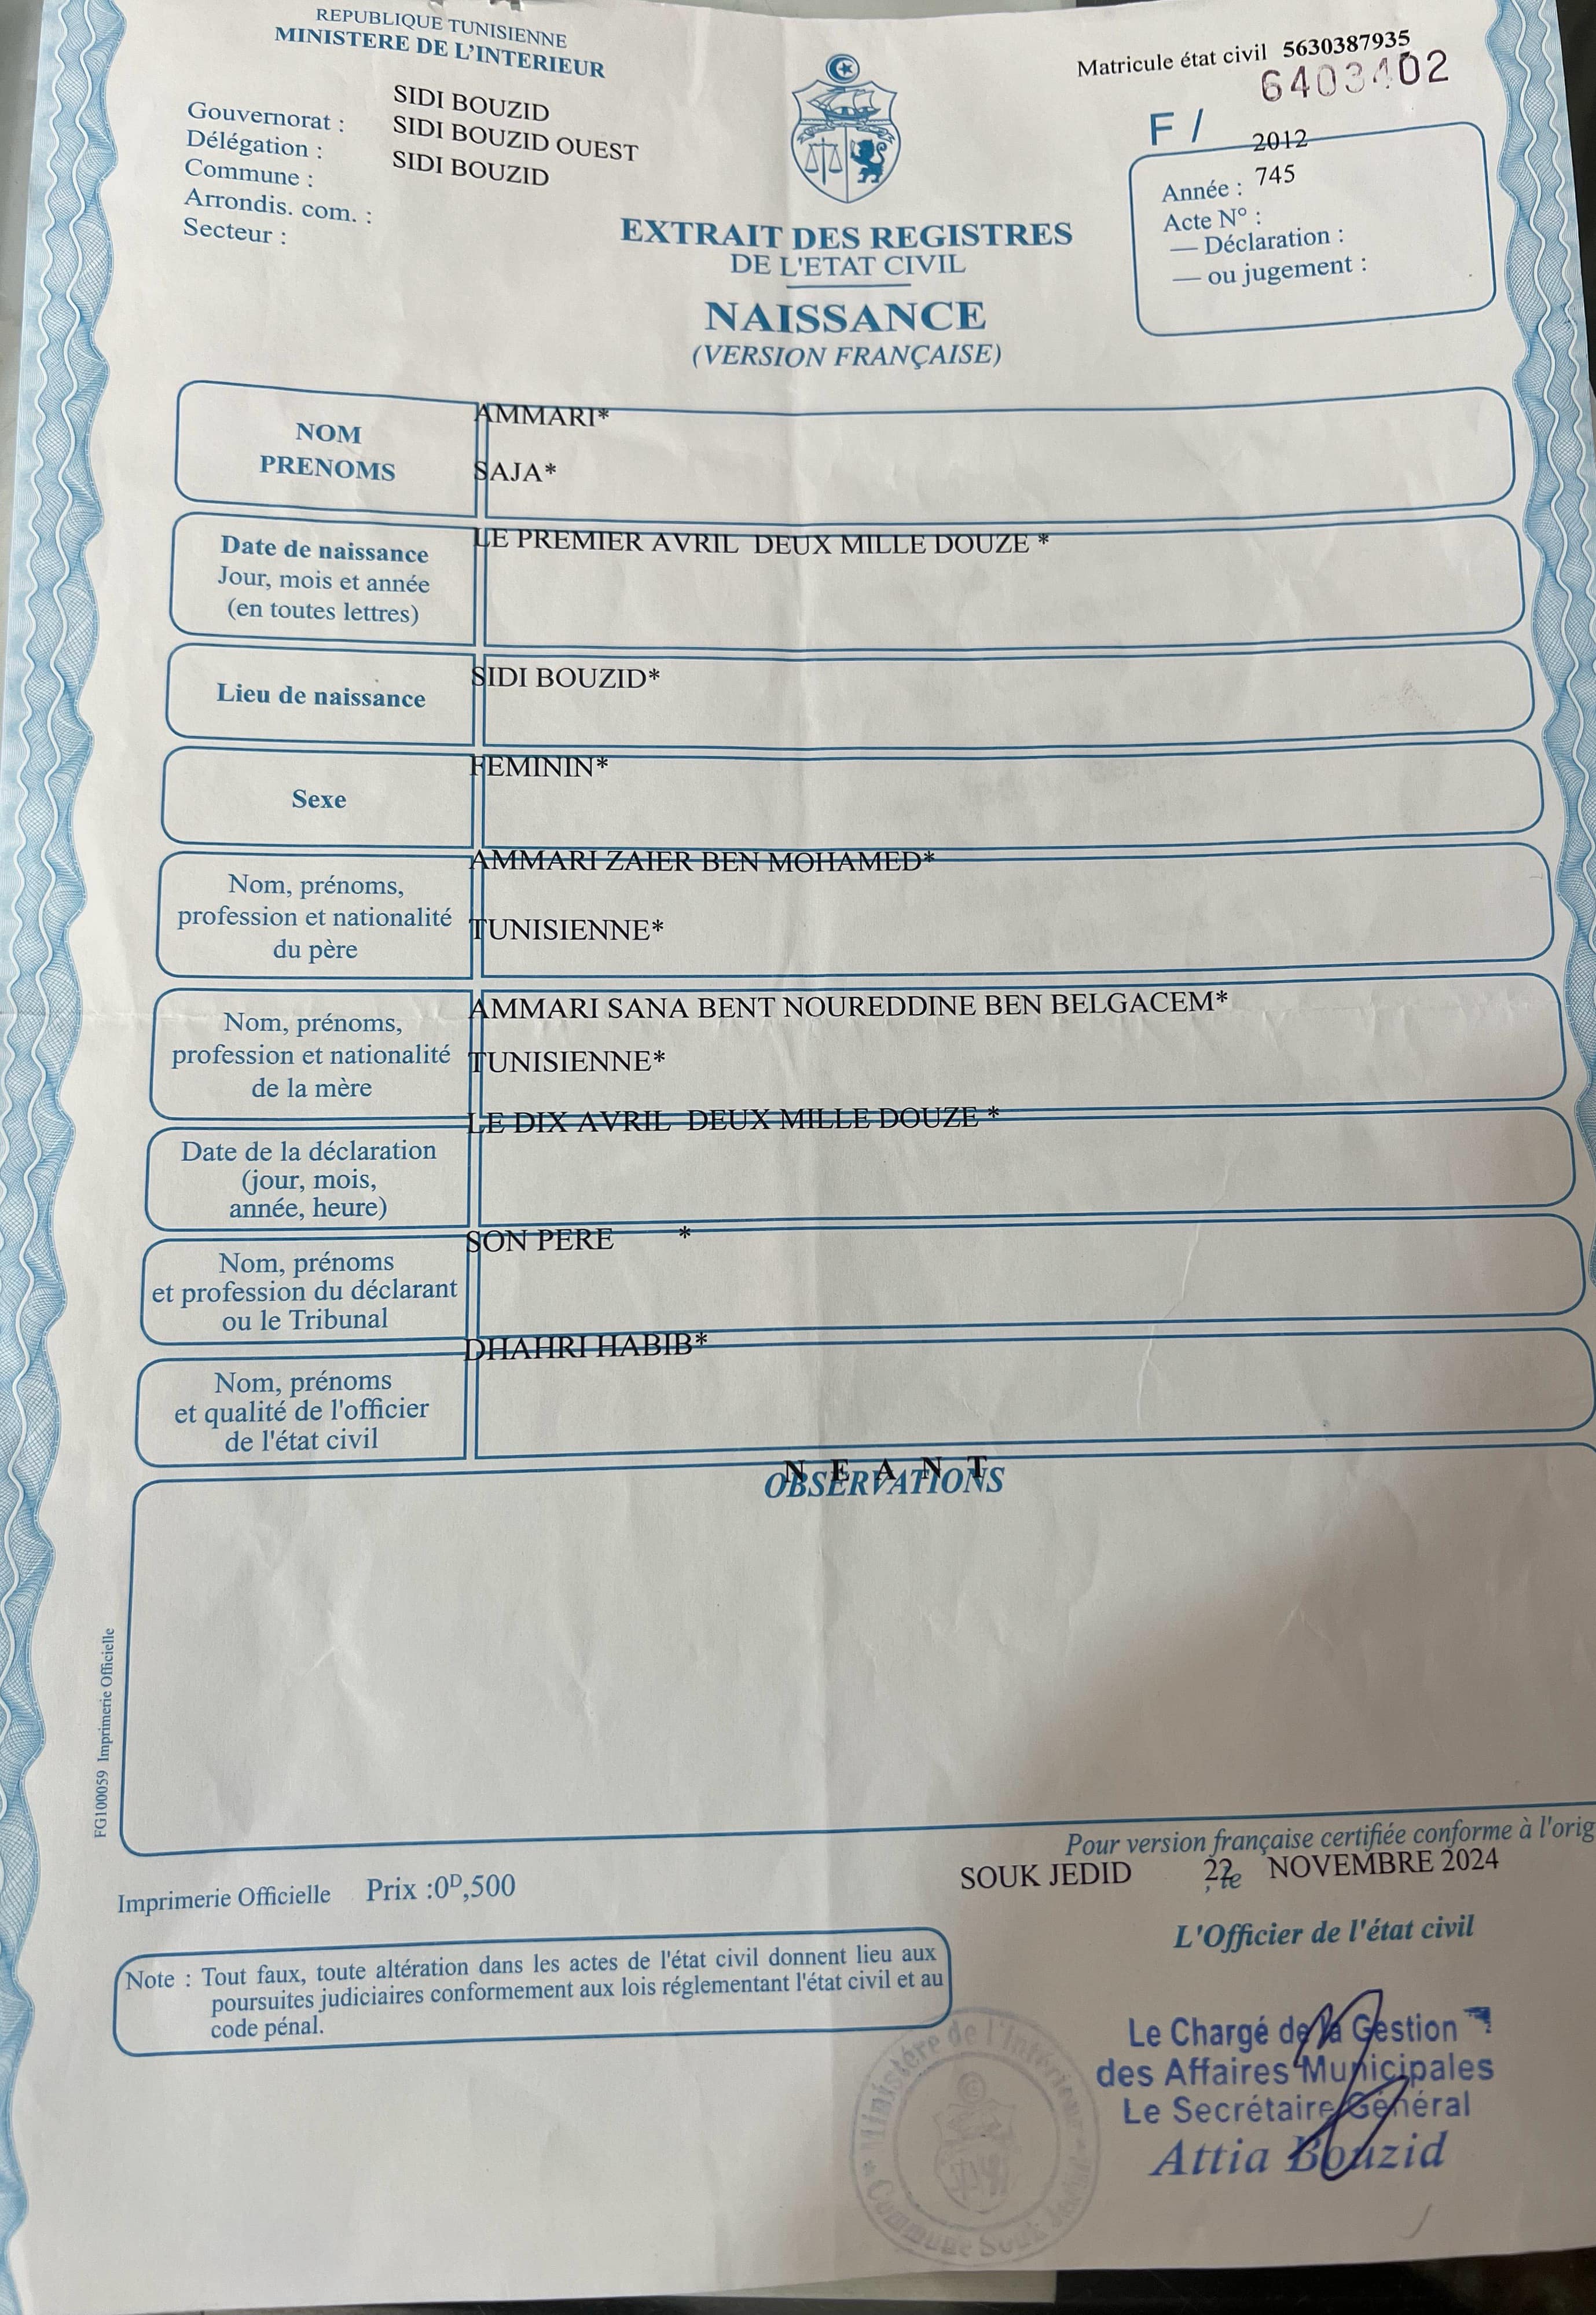 REPUBLIQUE TUNISIENNE
MINISTERE DE L'INTERIEUR
Matricule état civil 5630387935
6403402
Gouvernorat : SIDI BOUZID
Délégation : SIDI BOUZID OUEST
Commune : SIDI BOUZID
Arrondis. com. :
Secteur :
F /
2012
Année : 745
Acte N° :
— Déclaration :
— ou jugement :
EXTRAIT DES REGISTRES
DE L'ETAT CIVIL
NAISSANCE
(VERSION FRANÇAISE)
NOM AMMARI*
PRENOMS SAJA*
Date de naissance LE PREMIER AVRIL DEUX MILLE DOUZE *
Jour, mois et année
(en toutes lettres)
Lieu de naissance SIDI BOUZID*
Sexe FEMININ*
AMMARI ZAIER BEN MOHAMED*
Nom, prénoms,
profession et nationalité TUNISIENNE*
du père
AMMARI SANA BENT NOUREDDINE BEN BELGACEM*
Nom, prénoms,
profession et nationalité TUNISIENNE*
de la mère
LE DIX AVRIL DEUX MILLE DOUZE *
Date de la déclaration
(jour, mois,
année, heure)
SON PERE *
Nom, prénoms
et profession du déclarant
ou le Tribunal
DHAHRI HABIB*
Nom, prénoms
et qualité de l'officier
de l'état civil
N E A N T
OBSERVATIONS
FG100059 Imprimerie Officielle
Pour version française certifiée conforme à l'orig
SOUK JEDID , le 22 NOVEMBRE 2024
Imprimerie Officielle Prix :0D,500
L'Officier de l'état civil
Note : Tout faux, toute altération dans les actes de l'état civil donnent lieu aux
poursuites judiciaires conformement aux lois réglementant l'état civil et au
code pénal.
Le Chargé de la Gestion
des Affaires Municipales
Le Secrétaire Général
Attia Bouzid
* Ministère de l'Intérieur *
Commune Souk Jedid